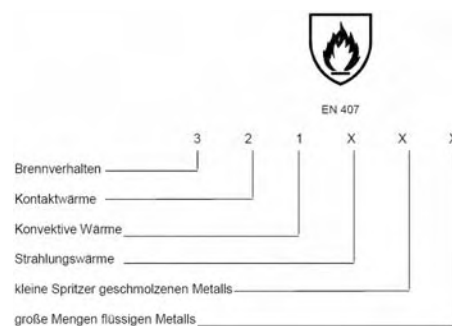 EN 407
3 2 1 X X X
Brennverhalten
Kontaktwärme
Konvektive Wärme
Strahlungswärme
kleine Spritzer geschmolzenen Metalls
große Mengen flüssigen Metalls